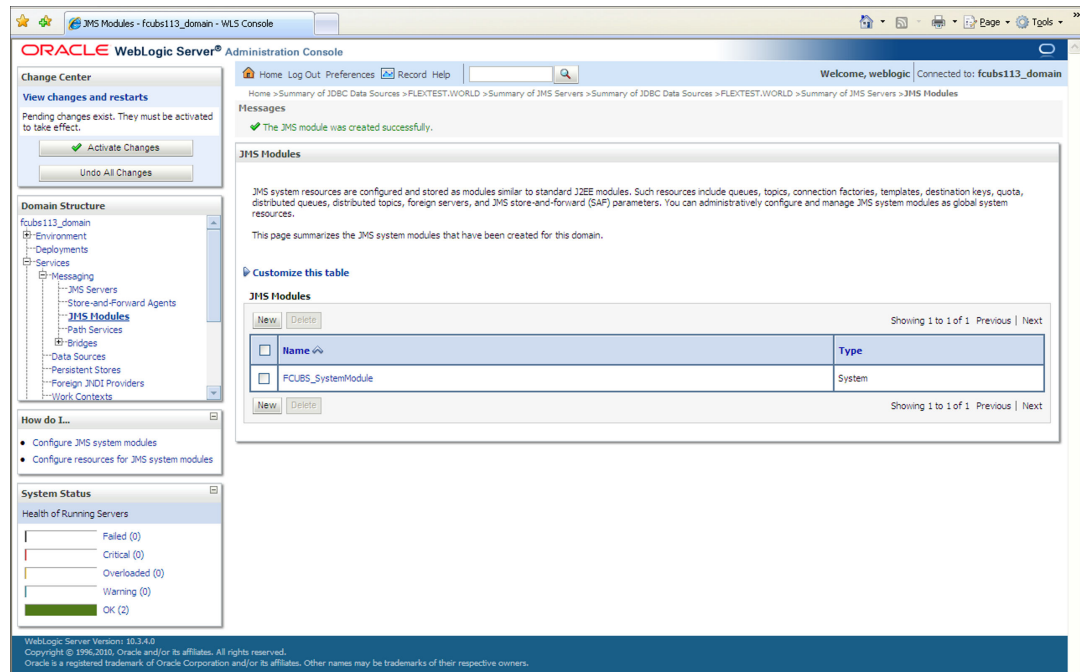 JMS Modules - fcubs113_domain - WLS Console
Page
Tools
»
ORACLE WebLogic Server® Administration Console
Change Center
View changes and restarts
Pending changes exist. They must be activated
to take effect.
Activate Changes
Undo All Changes
Domain Structure
fcubs113_domain
Environment
Deployments
Services
Messaging
JMS Servers
Store-and-Forward Agents
JMS Modules
Path Services
Bridges
Data Sources
Persistent Stores
Foreign JNDI Providers
Work Contexts
How do I...
Configure JMS system modules
Configure resources for JMS system modules
System Status
Health of Running Servers
Failed (0)
Critical (0)
Overloaded (0)
Warning (0)
OK (2)
Home Log Out Preferences Record Help
Welcome, weblogic Connected to: fcubs113_domain
Home >Summary of JDBC Data Sources >FLEXTEST.WORLD >Summary of JMS Servers >Summary of JDBC Data Sources >FLEXTEST.WORLD >Summary of JMS Servers >JMS Modules
Messages
The JMS module was created successfully.
JMS Modules
JMS system resources are configured and stored as modules similar to standard J2EE modules. Such resources include queues, topics, connection factories, templates, destination keys, quota,
distributed queues, distributed topics, foreign servers, and JMS store-and-forward (SAF) parameters. You can administratively configure and manage JMS system modules as global system
resources.
This page summarizes the JMS system modules that have been created for this domain.
Customize this table
JMS Modules
New Delete Showing 1 to 1 of 1 Previous | Next
Name Type
FCUBS_SystemModule System
New Delete Showing 1 to 1 of 1 Previous | Next
WebLogic Server Version: 10.3.4.0
Copyright © 1996,2010, Oracle and/or its affiliates. All rights reserved.
Oracle is a registered trademark of Oracle Corporation and/or its affiliates. Other names may be trademarks of their respective owners.